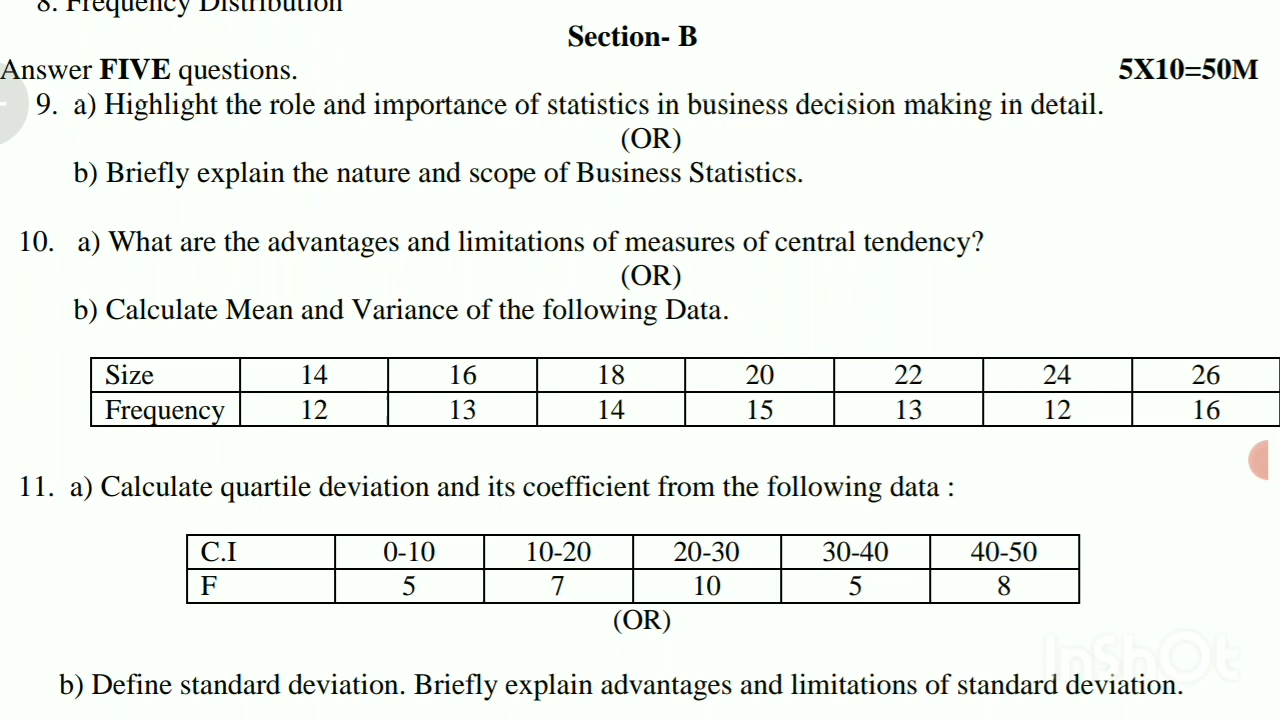 8. Frequency Distribution
Section- B
Answer FIVE questions. 5X10=50M
9. a) Highlight the role and importance of statistics in business decision making in detail.
(OR)
b) Briefly explain the nature and scope of Business Statistics.
10. a) What are the advantages and limitations of measures of central tendency?
(OR)
b) Calculate Mean and Variance of the following Data.
Size 14 16 18 20 22 24 26
Frequency 12 13 14 15 13 12 16
11. a) Calculate quartile deviation and its coefficient from the following data :
C.I 0-10 10-20 20-30 30-40 40-50
F 5 7 10 5 8
(OR)
InShOt
b) Define standard deviation. Briefly explain advantages and limitations of standard deviation.